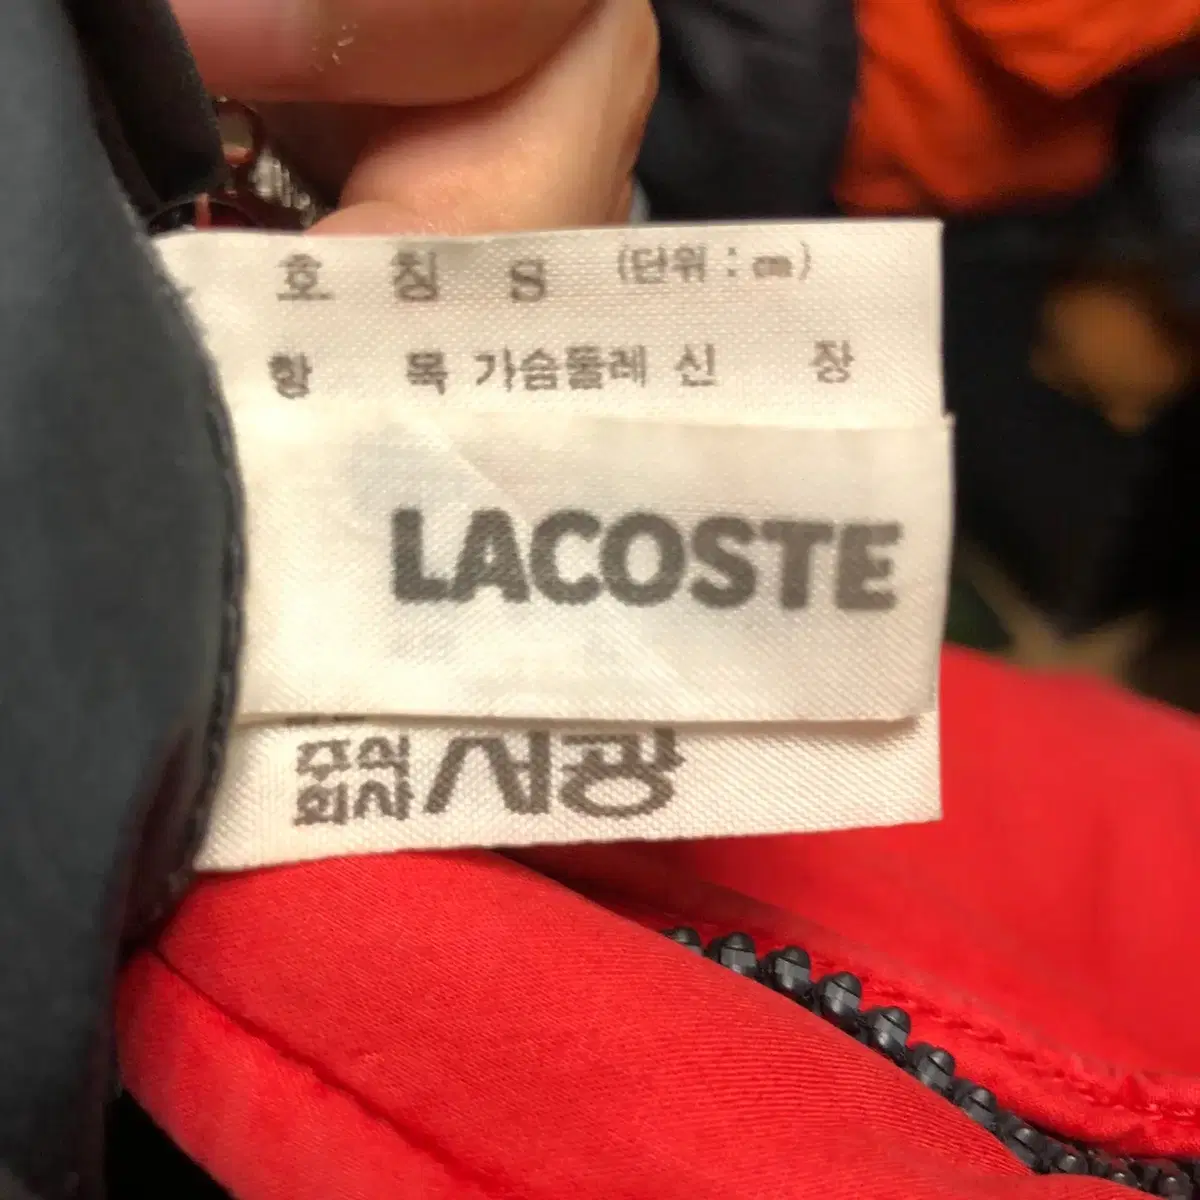 호 칭 S (단위 : cm)
항 목 가슴둘레 신 장
LACOSTE
주식
회사 서광